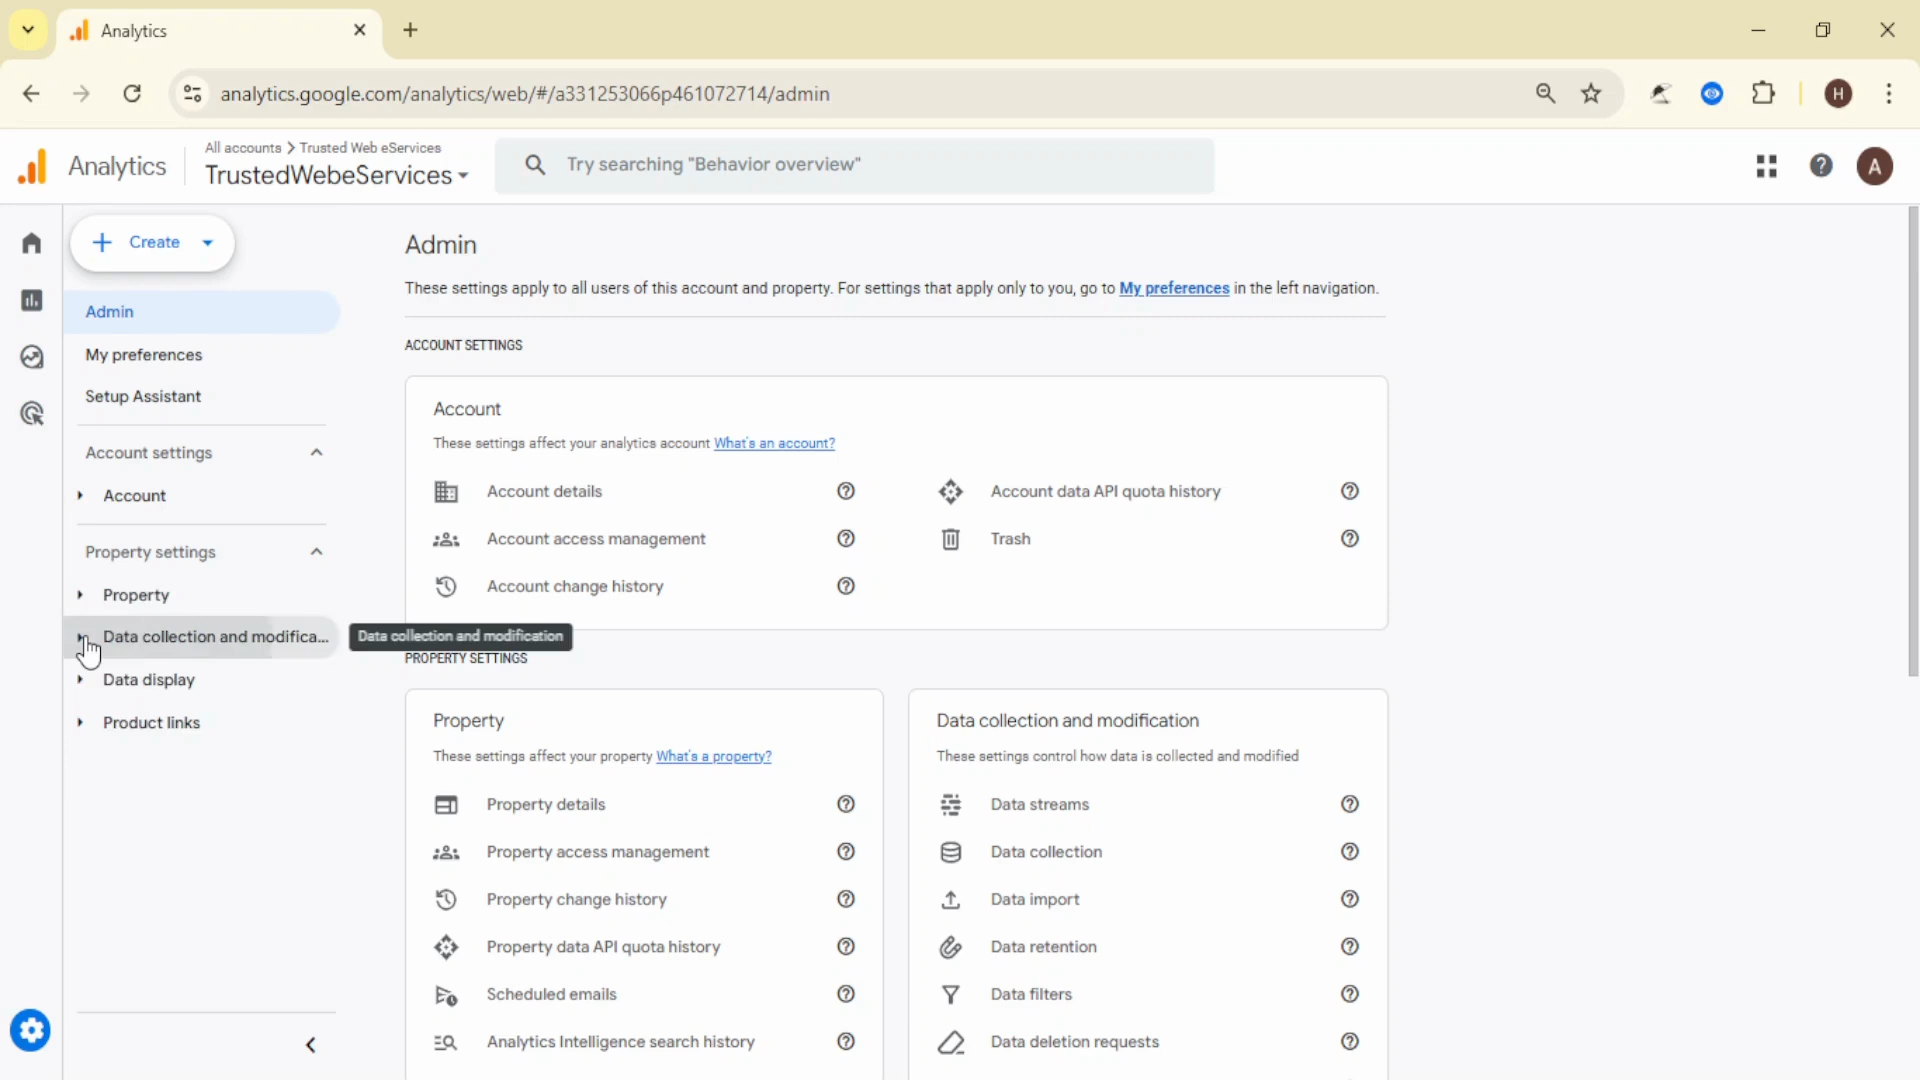 Analytics
analytics.google.com/analytics/web/#/a331253066p461072714/admin
H
Analytics
All accounts > Trusted Web eServices
TrustedWebeServices
Try searching "Behavior overview"
A
Create
Admin
My preferences
Setup Assistant
Account settings
Account
Property settings
Property
Data collection and modifica...
Data display
Product links
Data collection and modification
Admin
These settings apply to all users of this account and property. For settings that apply only to you, go to My preferences in the left navigation.
ACCOUNT SETTINGS
Account
These settings affect your analytics account What's an account?
Account details
Account access management
Account change history
Account data API quota history
Trash
PROPERTY SETTINGS
Property
These settings affect your property What's a property?
Property details
Property access management
Property change history
Property data API quota history
Scheduled emails
Analytics Intelligence search history
Data collection and modification
These settings control how data is collected and modified
Data streams
Data collection
Data import
Data retention
Data filters
Data deletion requests